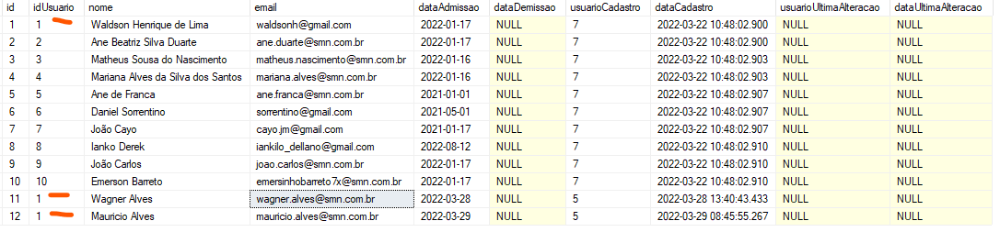 id idUsuario nome email dataAdmissao dataDemissao usuarioCadastro dataCadastro usuarioUltimaAlteracao dataUltimaAlteracao
1 1 Waldson Henrique de Lima waldsonh@gmail.com 2022-01-17 NULL 7 2022-03-22 10:48:02.900 NULL NULL
2 2 Ane Beatriz Silva Duarte ane.duarte@smn.com.br 2022-01-17 NULL 7 2022-03-22 10:48:02.900 NULL NULL
3 3 Matheus Sousa do Nascimento matheus.nascimento@smn.com.br 2022-01-16 NULL 7 2022-03-22 10:48:02.903 NULL NULL
4 4 Mariana Alves da Silva dos Santos mariana.alves@smn.com.br 2022-01-16 NULL 7 2022-03-22 10:48:02.903 NULL NULL
5 5 Ane de Franca ane.franca@smn.com.br 2021-01-01 NULL 7 2022-03-22 10:48:02.907 NULL NULL
6 6 Daniel Sorrentino sorrentino@gmail.com 2021-05-01 NULL 7 2022-03-22 10:48:02.907 NULL NULL
7 7 João Cayo cayo.jm@gmail.com 2021-01-17 NULL 7 2022-03-22 10:48:02.907 NULL NULL
8 8 Ianko Derek iankilo_dellano@gmail.com 2022-08-12 NULL 7 2022-03-22 10:48:02.910 NULL NULL
9 9 João Carlos joao.carlos@smn.com.br 2022-01-17 NULL 7 2022-03-22 10:48:02.910 NULL NULL
10 10 Emerson Barreto emersinhobarreto7x@smn.com.br 2022-01-17 NULL 7 2022-03-22 10:48:02.910 NULL NULL
11 1 Wagner Alves wagner.alves@smn.com.br 2022-03-28 NULL 5 2022-03-28 13:40:43.433 NULL NULL
12 1 Mauricio Alves mauricio.alves@smn.com.br 2022-03-29 NULL 5 2022-03-29 08:45:55.267 NULL NULL